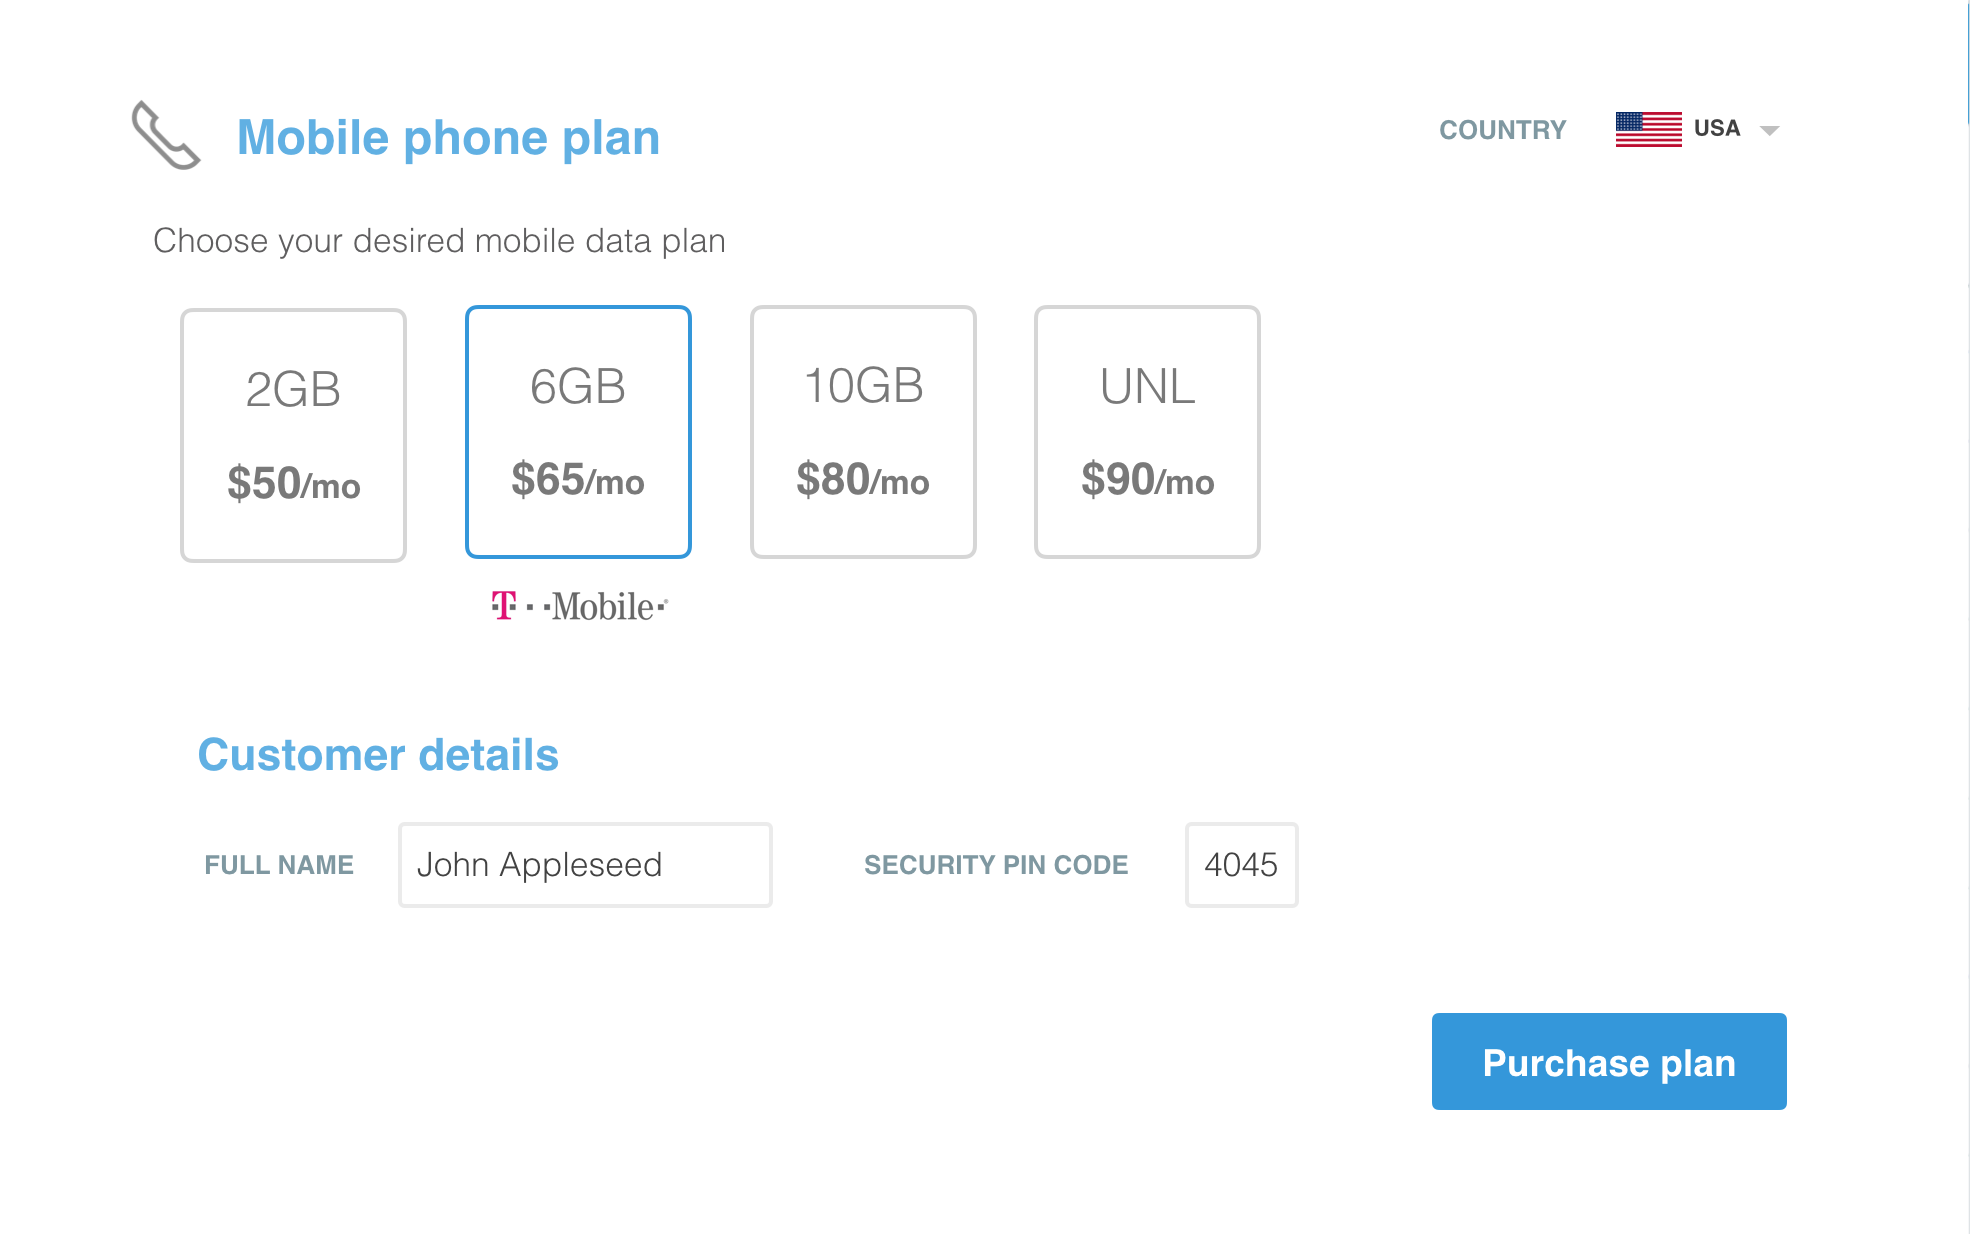 Mobile phone plan
COUNTRY USA
Choose your desired mobile data plan
2GB 6GB 10GB UNL
$50/mo $65/mo $80/mo $90/mo
T··Mobile·
Customer details
FULL NAME John Appleseed SECURITY PIN CODE 4045
Purchase plan